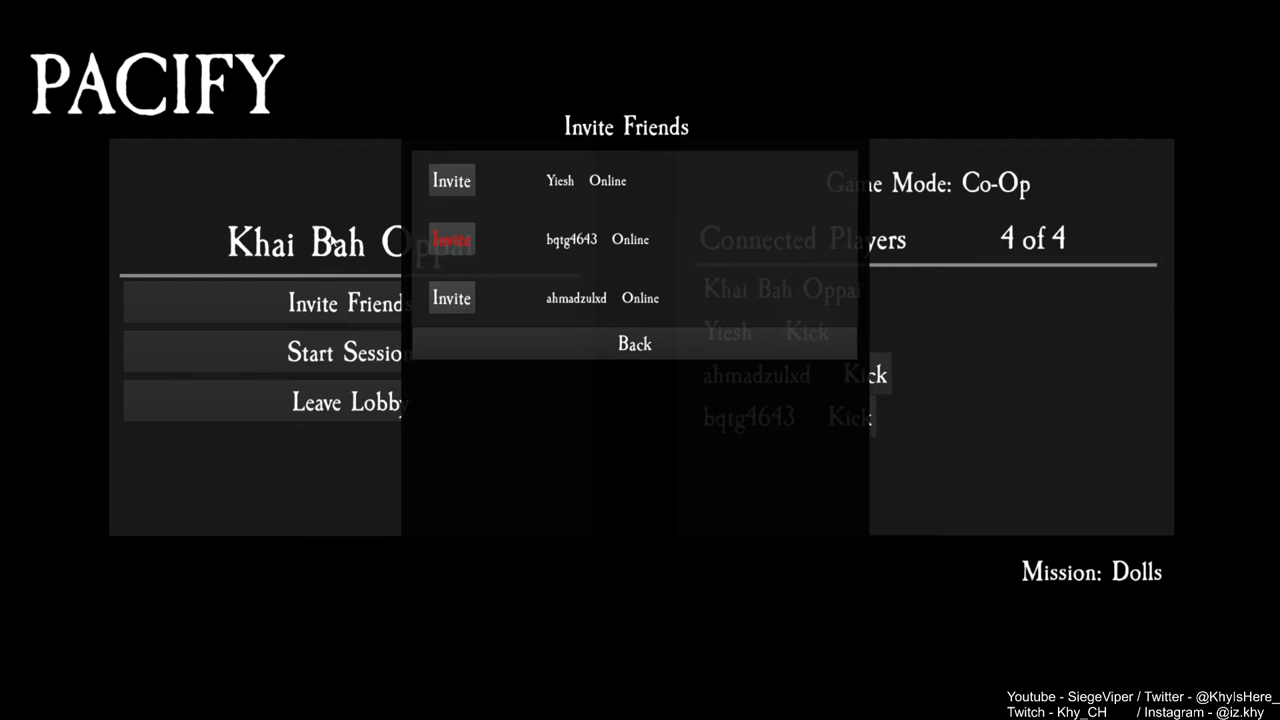 PACIFY
Invite Friends
Invite Yiesh Online
Invite bqtg4643 Online
Invite ahmadzulxd Online
Back
Khai Bah Oppai
Invite Friends
Start Session
Leave Lobby
Game Mode: Co-Op
Connected Players 4 of 4
Khai Bah Oppai
Yiesh Kick
ahmadzulxd Kick
bqtg4643 Kick
Mission: Dolls
Youtube - SiegeViper / Twitter - @KhyIsHere_
Twitch - Khy_CH / Instagram - @iz.khy